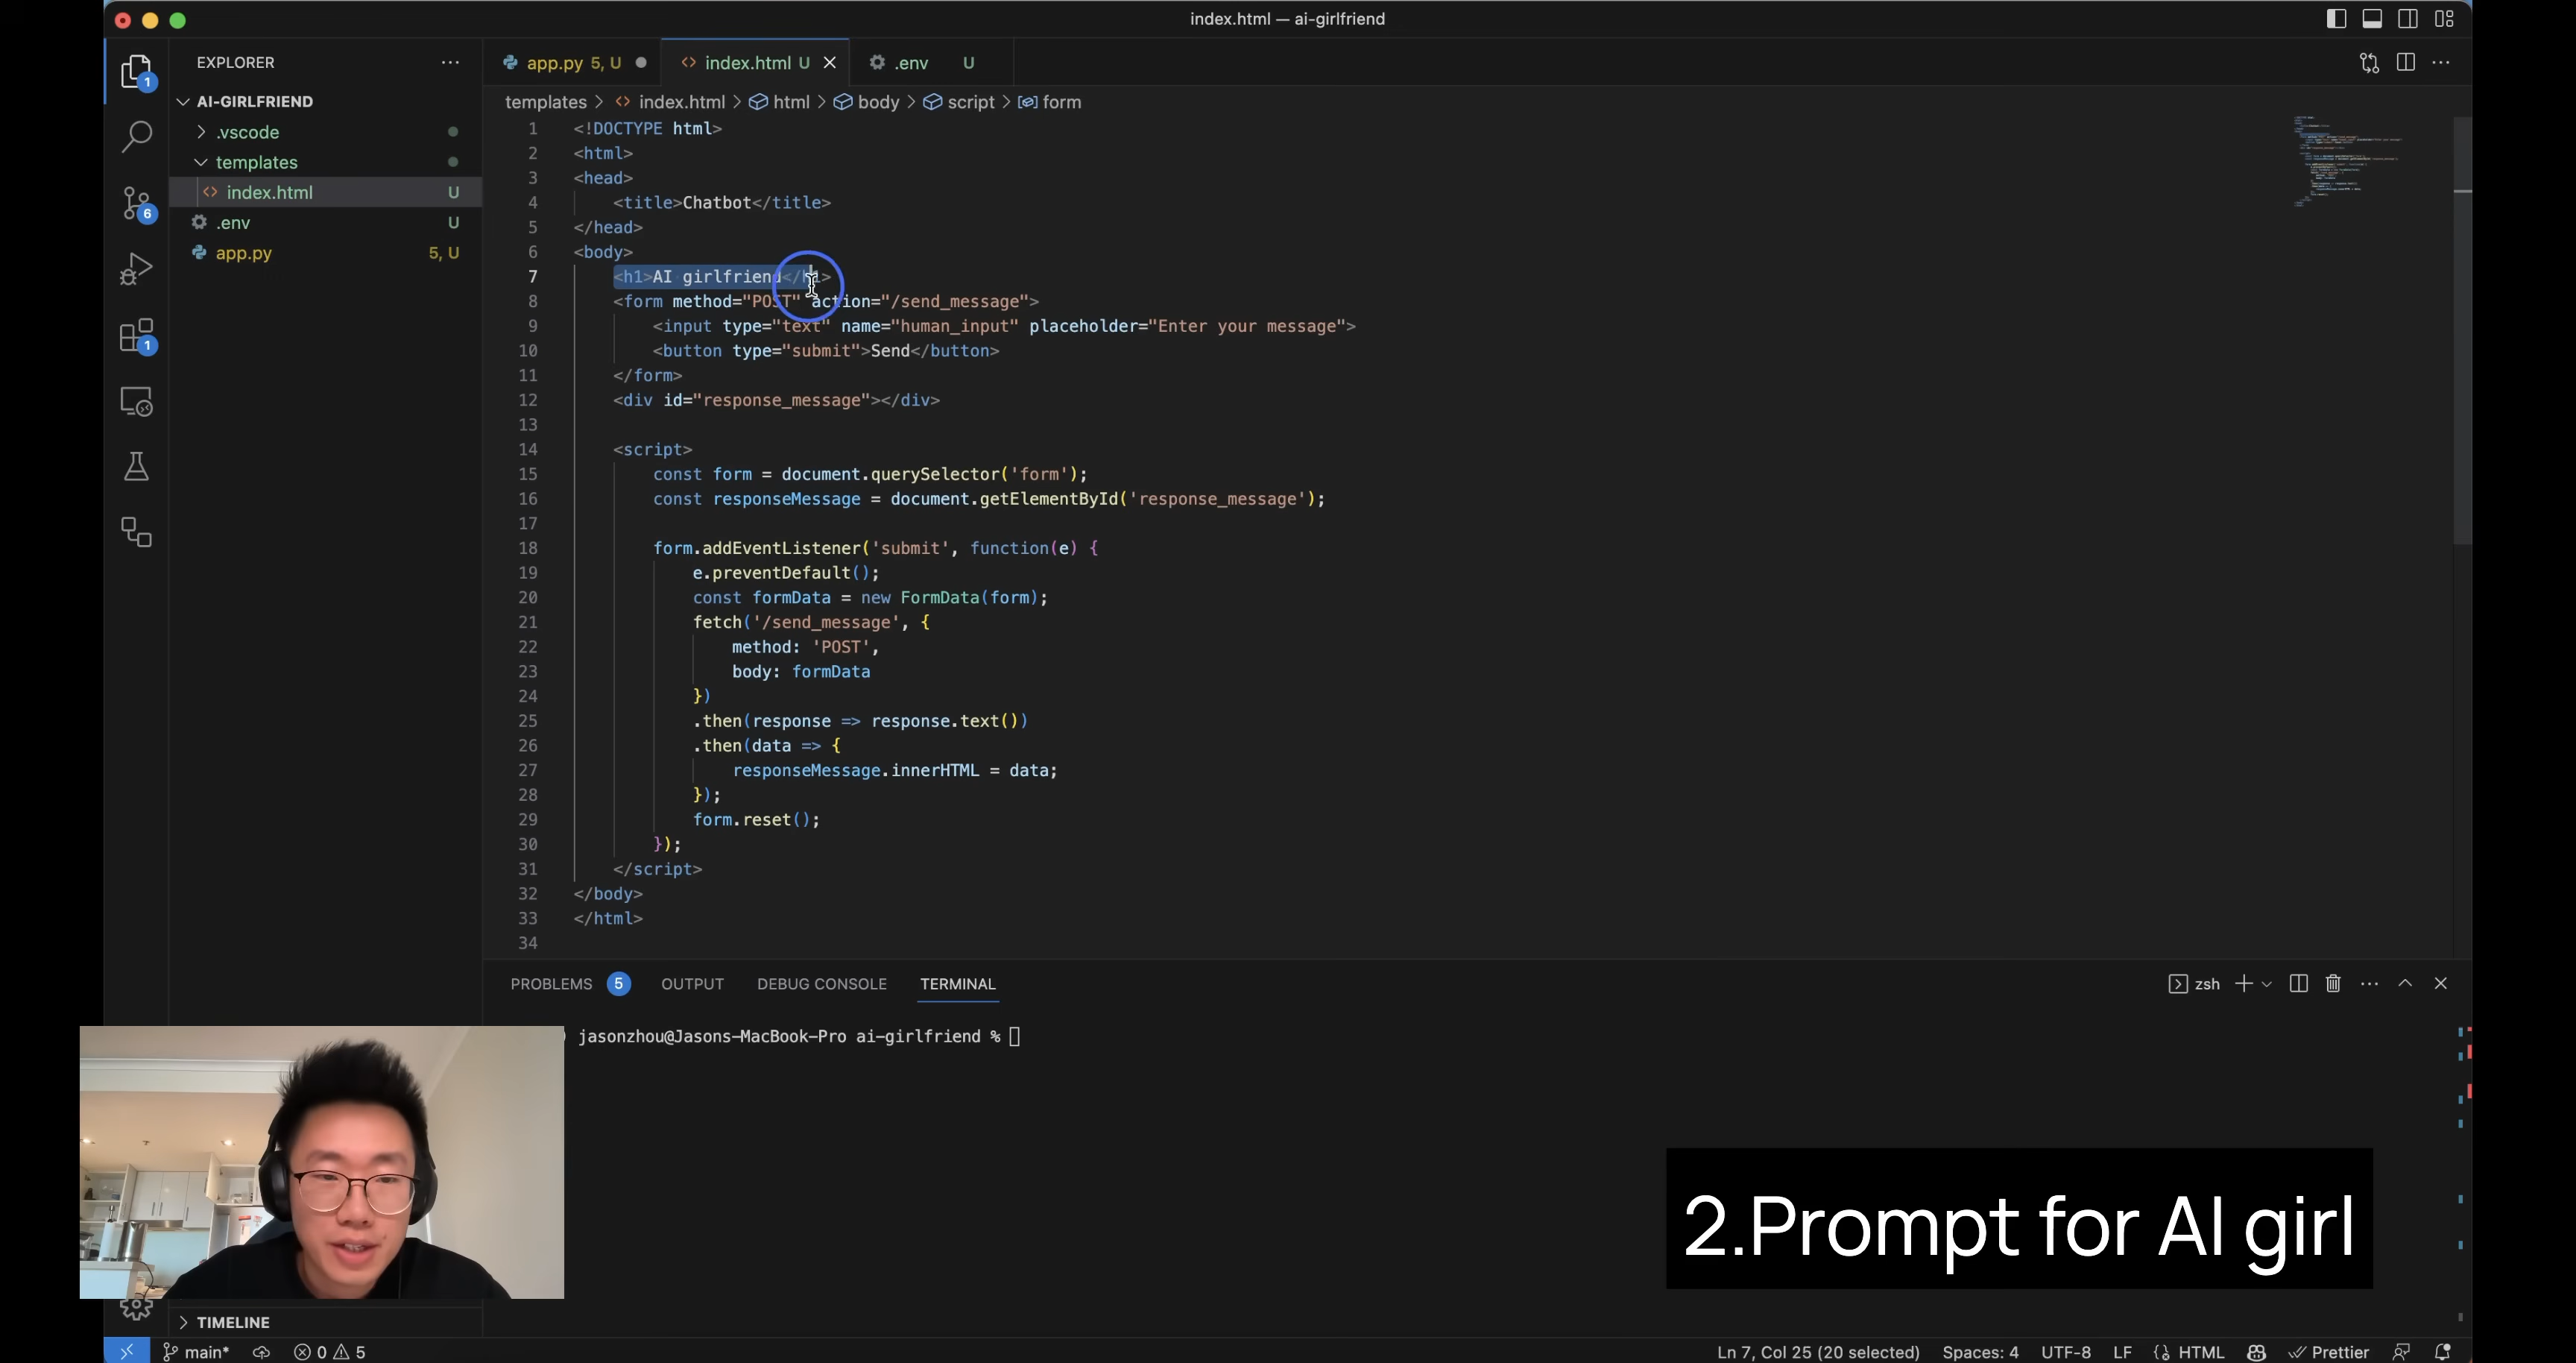 index.html — ai-girlfriend
EXPLORER
AI-GIRLFRIEND
.vscode
templates
index.html U
.env U
app.py 5, U
1
6
1
TIMELINE
app.py 5, U
index.html U
.env U
templates > index.html > html > body > script > form
1 <!DOCTYPE html>
2 <html>
3 <head>
4 <title>Chatbot</title>
5 </head>
6 <body>
7 <h1>AI girlfriend</h1>
8 <form method="POST" action="/send_message">
9 <input type="text" name="human_input" placeholder="Enter your message">
10 <button type="submit">Send</button>
11 </form>
12 <div id="response_message"></div>
13
14 <script>
15 const form = document.querySelector('form');
16 const responseMessage = document.getElementById('response_message');
17
18 form.addEventListener('submit', function(e) {
19 e.preventDefault();
20 const formData = new FormData(form);
21 fetch('/send_message', {
22 method: 'POST',
23 body: formData
24 })
25 .then(response => response.text())
26 .then(data => {
27 responseMessage.innerHTML = data;
28 });
29 form.reset();
30 });
31 </script>
32 </body>
33 </html>
34
PROBLEMS 5 OUTPUT DEBUG CONSOLE TERMINAL
zsh
jasonzhou@Jasons-MacBook-Pro ai-girlfriend %
2.Prompt for AI girl
main* 0 5
Ln 7, Col 25 (20 selected) Spaces: 4 UTF-8 LF HTML Prettier